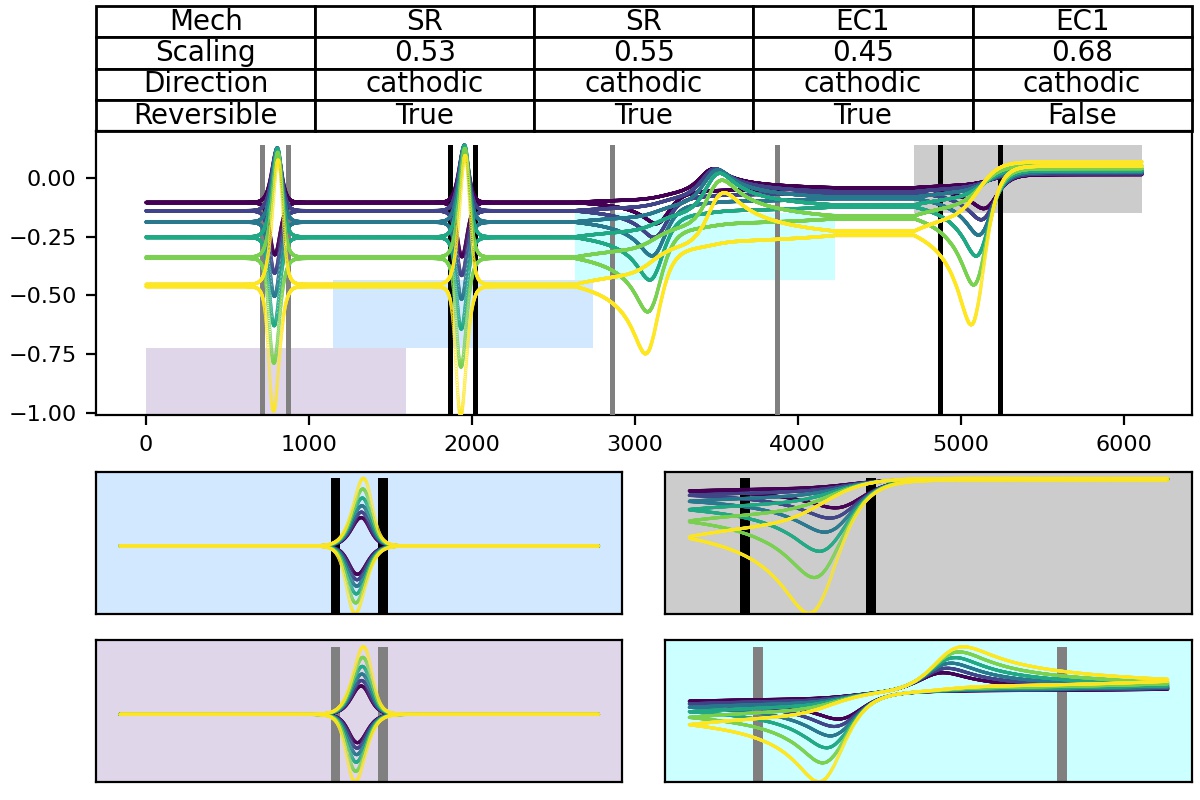 Mech SR SR EC1 EC1
Scaling 0.53 0.55 0.45 0.68
Direction cathodic cathodic cathodic cathodic
Reversible True True True False
0.00
−0.25
−0.50
−0.75
−1.00
0 1000 2000 3000 4000 5000 6000